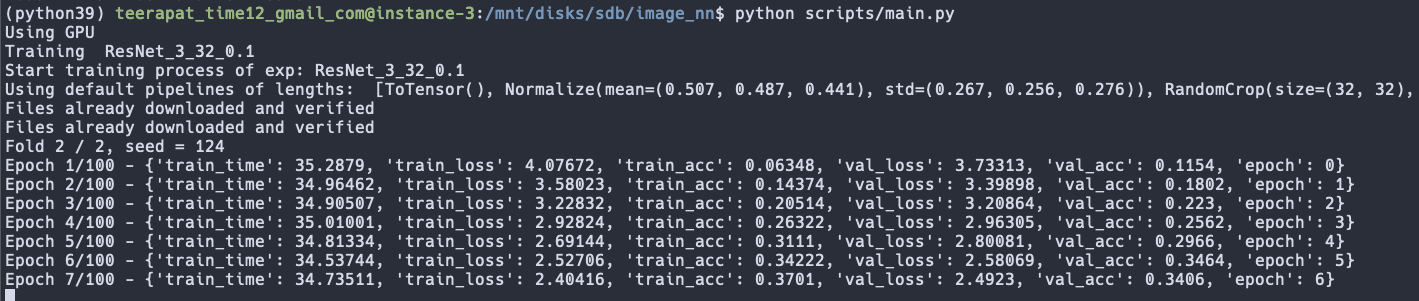 (python39) teerapat_time12_gmail_com@instance-3:/mnt/disks/sdb/image_nn$ python scripts/main.py
Using GPU
Training  ResNet_3_32_0.1
Start training process of exp: ResNet_3_32_0.1
Using default pipelines of lengths:  [ToTensor(), Normalize(mean=(0.507, 0.487, 0.441), std=(0.267, 0.256, 0.276)), RandomCrop(size=(32, 32),
Files already downloaded and verified
Files already downloaded and verified
Fold 2 / 2, seed = 124
Epoch 1/100 - {'train_time': 35.2879, 'train_loss': 4.07672, 'train_acc': 0.06348, 'val_loss': 3.73313, 'val_acc': 0.1154, 'epoch': 0}
Epoch 2/100 - {'train_time': 34.96462, 'train_loss': 3.58023, 'train_acc': 0.14374, 'val_loss': 3.39898, 'val_acc': 0.1802, 'epoch': 1}
Epoch 3/100 - {'train_time': 34.90507, 'train_loss': 3.22832, 'train_acc': 0.20514, 'val_loss': 3.20864, 'val_acc': 0.223, 'epoch': 2}
Epoch 4/100 - {'train_time': 35.01001, 'train_loss': 2.92824, 'train_acc': 0.26322, 'val_loss': 2.96305, 'val_acc': 0.2562, 'epoch': 3}
Epoch 5/100 - {'train_time': 34.81334, 'train_loss': 2.69144, 'train_acc': 0.3111, 'val_loss': 2.80081, 'val_acc': 0.2966, 'epoch': 4}
Epoch 6/100 - {'train_time': 34.53744, 'train_loss': 2.52706, 'train_acc': 0.34222, 'val_loss': 2.58069, 'val_acc': 0.3464, 'epoch': 5}
Epoch 7/100 - {'train_time': 34.73511, 'train_loss': 2.40416, 'train_acc': 0.3701, 'val_loss': 2.4923, 'val_acc': 0.3406, 'epoch': 6}